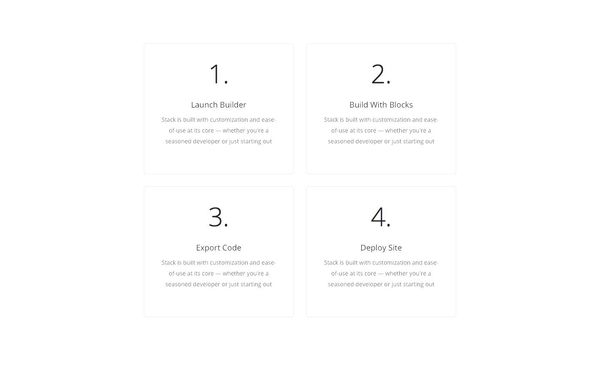 1.
Launch Builder
Stack is built with customization and ease-
of-use at its core — whether you're a
seasoned developer or just starting out
2.
Build With Blocks
Stack is built with customization and ease-
of-use at its core — whether you're a
seasoned developer or just starting out
3.
Export Code
Stack is built with customization and ease-
of-use at its core — whether you're a
seasoned developer or just starting out
4.
Deploy Site
Stack is built with customization and ease-
of-use at its core — whether you're a
seasoned developer or just starting out